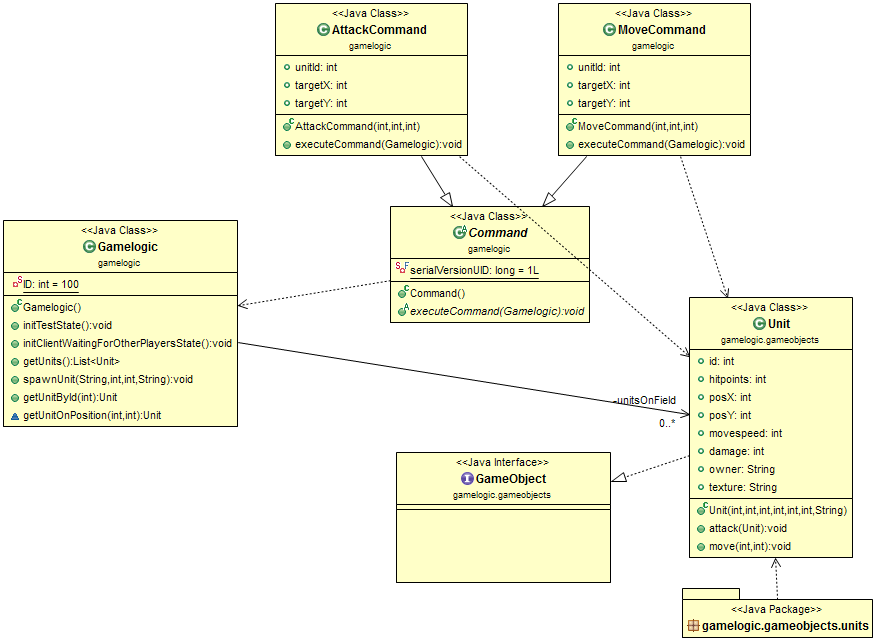 <<Java Class>>
AttackCommand
gamelogic
unitId: int
targetX: int
targetY: int
AttackCommand(int,int,int)
executeCommand(Gamelogic):void
<<Java Class>>
MoveCommand
gamelogic
unitId: int
targetX: int
targetY: int
MoveCommand(int,int,int)
executeCommand(Gamelogic):void
<<Java Class>>
Command
gamelogic
serialVersionUID: long = 1L
Command()
executeCommand(Gamelogic):void
<<Java Class>>
Gamelogic
gamelogic
ID: int = 100
Gamelogic()
initTestState():void
initClientWaitingForOtherPlayersState():void
getUnits():List<Unit>
spawnUnit(String,int,int,String):void
getUnitById(int):Unit
getUnitOnPosition(int,int):Unit
-unitsOnField
0..*
<<Java Class>>
Unit
gamelogic.gameobjects
id: int
hitpoints: int
posX: int
posY: int
movespeed: int
damage: int
owner: String
texture: String
Unit(int,int,int,int,int,int,String)
attack(Unit):void
move(int,int):void
<<Java Interface>>
GameObject
gamelogic.gameobjects
<<Java Package>>
gamelogic.gameobjects.units